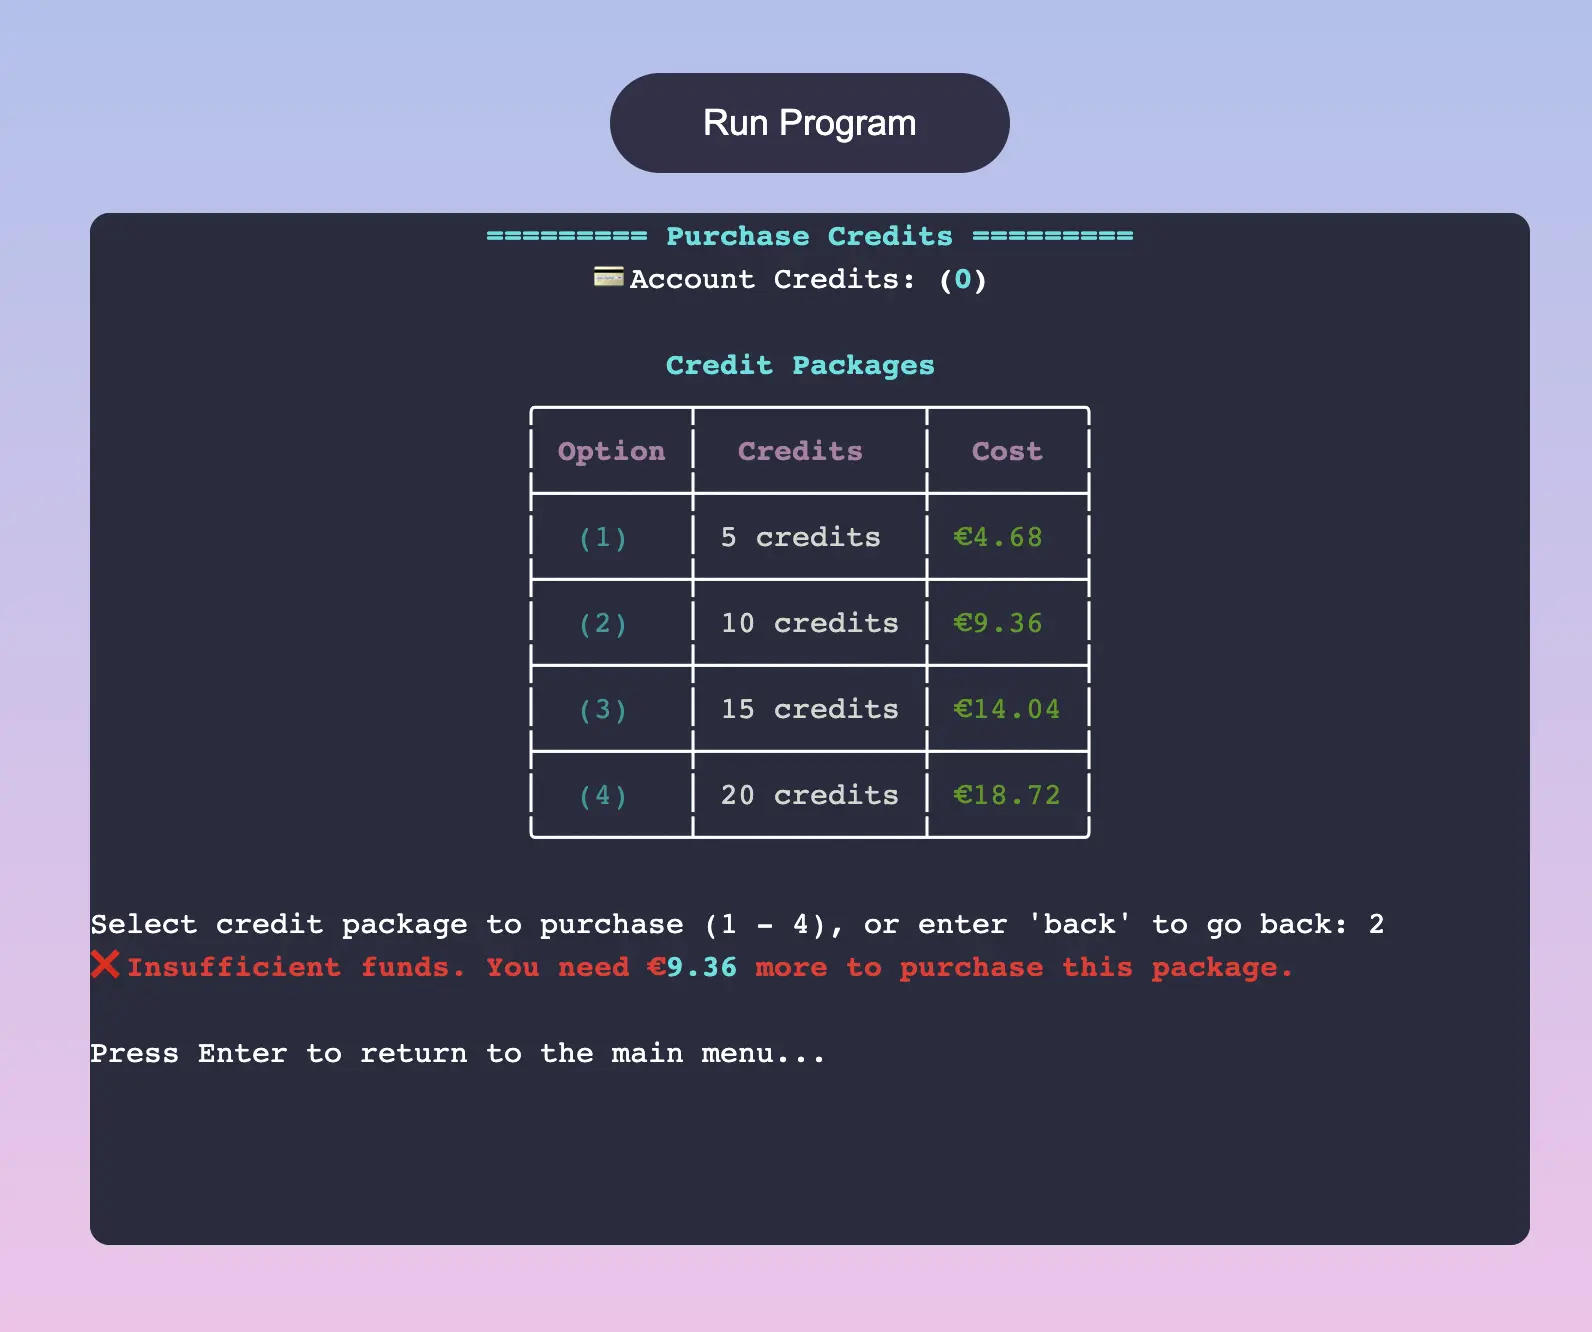 Run Program
========= Purchase Credits =========
💳Account Credits: (0)
Credit Packages
Option Credits Cost
(1) 5 credits €4.68
(2) 10 credits €9.36
(3) 15 credits €14.04
(4) 20 credits €18.72
Select credit package to purchase (1 - 4), or enter 'back' to go back: 2
❌Insufficient funds. You need €9.36 more to purchase this package.
Press Enter to return to the main menu...